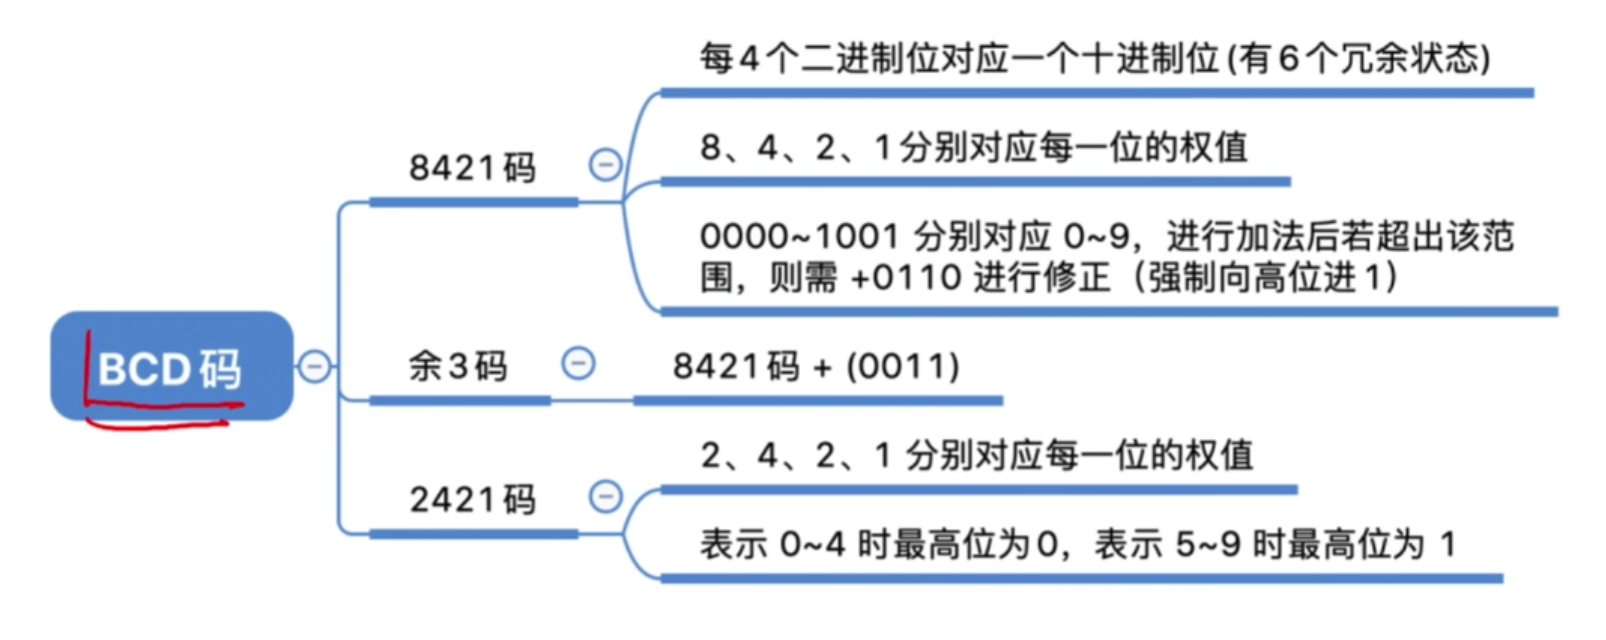 BCD码
8421码
每4个二进制位对应一个十进制位(有6个冗余状态)
8、4、2、1分别对应每一位的权值
0000~1001 分别对应 0~9，进行加法后若超出该范
围，则需 +0110 进行修正（强制向高位进1）
余3码
8421码 + (0011)
2421码
2、4、2、1 分别对应每一位的权值
表示 0~4 时最高位为0，表示 5~9 时最高位为 1